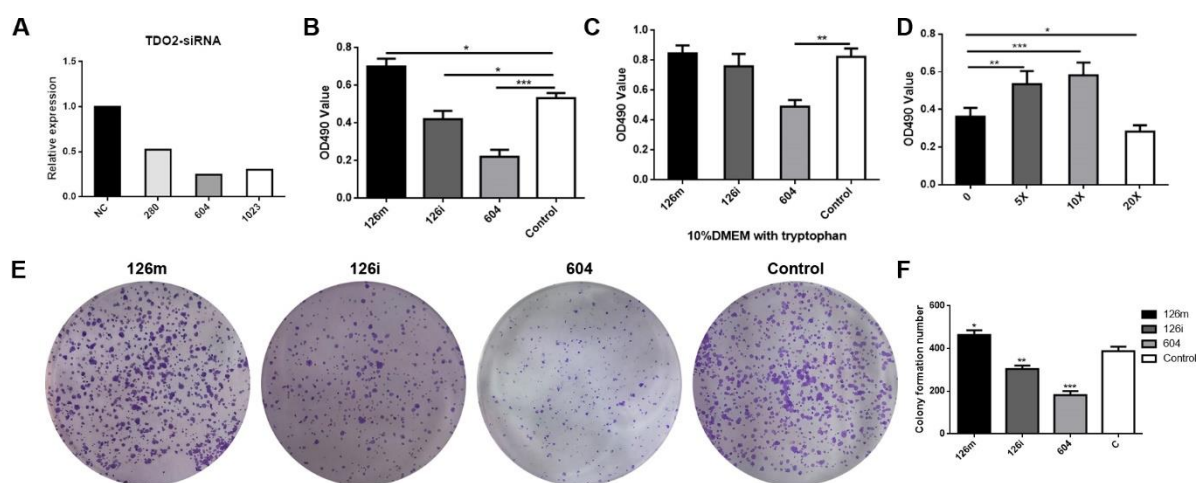 A
TDO2-siRNA
Relative expression
1.5
1.0
0.5
0.0
NC
280
604
1023
B
OD490 Value
0.8
0.6
0.4
0.2
0.0
*
*
***
126m
126i
604
Control
C
OD490 Value
1.0
0.8
0.6
0.4
0.2
0.0
**
126m
126i
604
Control
10%DMEM with tryptophan
D
OD490 Value
0.8
0.6
0.4
0.2
0.0
*
***
**
0
5X
10X
20X
E
126m
126i
604
Control
F
Colony formation number
600
400
200
0
*
**
***
126m
126i
604
C
126m
126i
604
Control